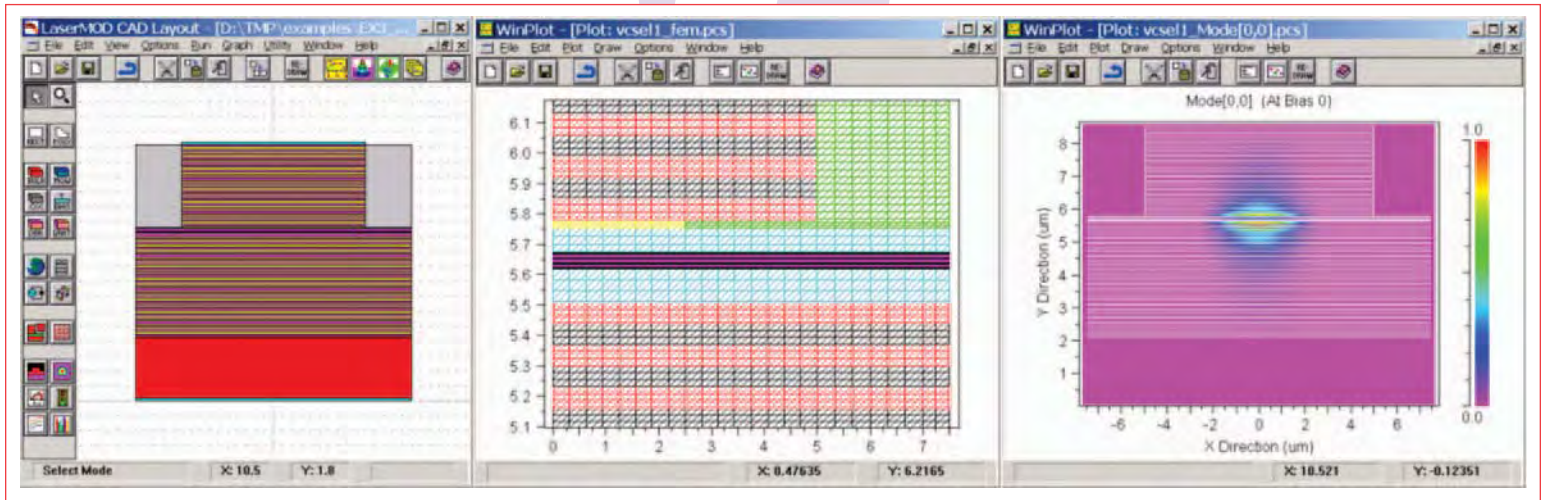 LaserMOD CAD Layout - [D:\TMP\examples_EXI_...
File Edit View Options Run Graph Utility Window Help
Select Mode X: 10.5 Y: 1.8
WinPlot - [Plot: vcsel1_fem.pcs]
File Edit Plot Draw Options Window Help
6.1
6.0
5.9
5.8
5.7
5.6
5.5
5.4
5.3
5.2
5.1
0 1 2 3 4 5 6 7
X: 0.47635 Y: 6.2165
WinPlot - [Plot: vcsel1_Mode[0,0].pcs]
File Edit Plot Draw Options Window Help
Mode[0,0] (At Bias 0)
1.0
8
7
6
5
4
3
2
1
Y Direction (um)
0.0
-6 -4 -2 0 2 4 6
X Direction (um)
X: 10.521 Y: -0.12351